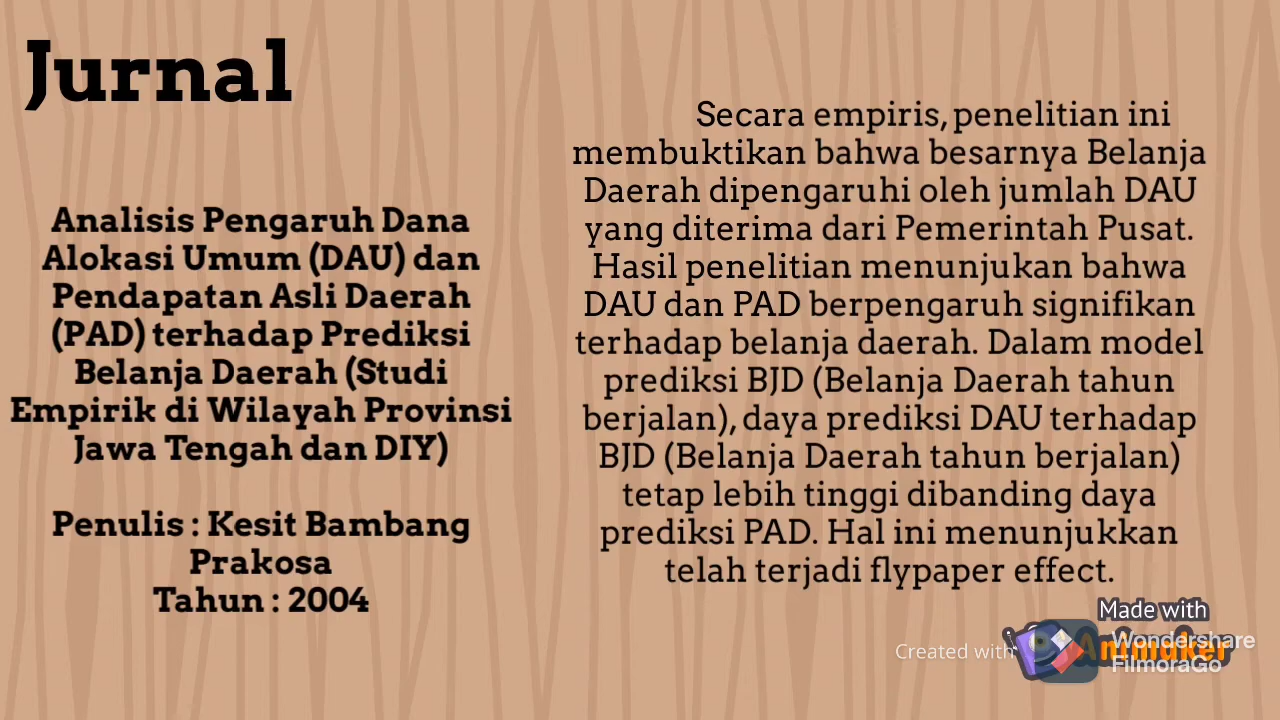 Jurnal
Analisis Pengaruh Dana
Alokasi Umum (DAU) dan
Pendapatan Asli Daerah
(PAD) terhadap Prediksi
Belanja Daerah (Studi
Empirik di Wilayah Provinsi
Jawa Tengah dan DIY)
Penulis : Kesit Bambang
Prakosa
Tahun : 2004
Secara empiris, penelitian ini
membuktikan bahwa besarnya Belanja
Daerah dipengaruhi oleh jumlah DAU
yang diterima dari Pemerintah Pusat.
Hasil penelitian menunjukan bahwa
DAU dan PAD berpengaruh signifikan
terhadap belanja daerah. Dalam model
prediksi BJD (Belanja Daerah tahun
berjalan), daya prediksi DAU terhadap
BJD (Belanja Daerah tahun berjalan)
tetap lebih tinggi dibanding daya
prediksi PAD. Hal ini menunjukkan
telah terjadi flypaper effect.
Made with
Created with
Animaker
Wondershare
FilmoraGo